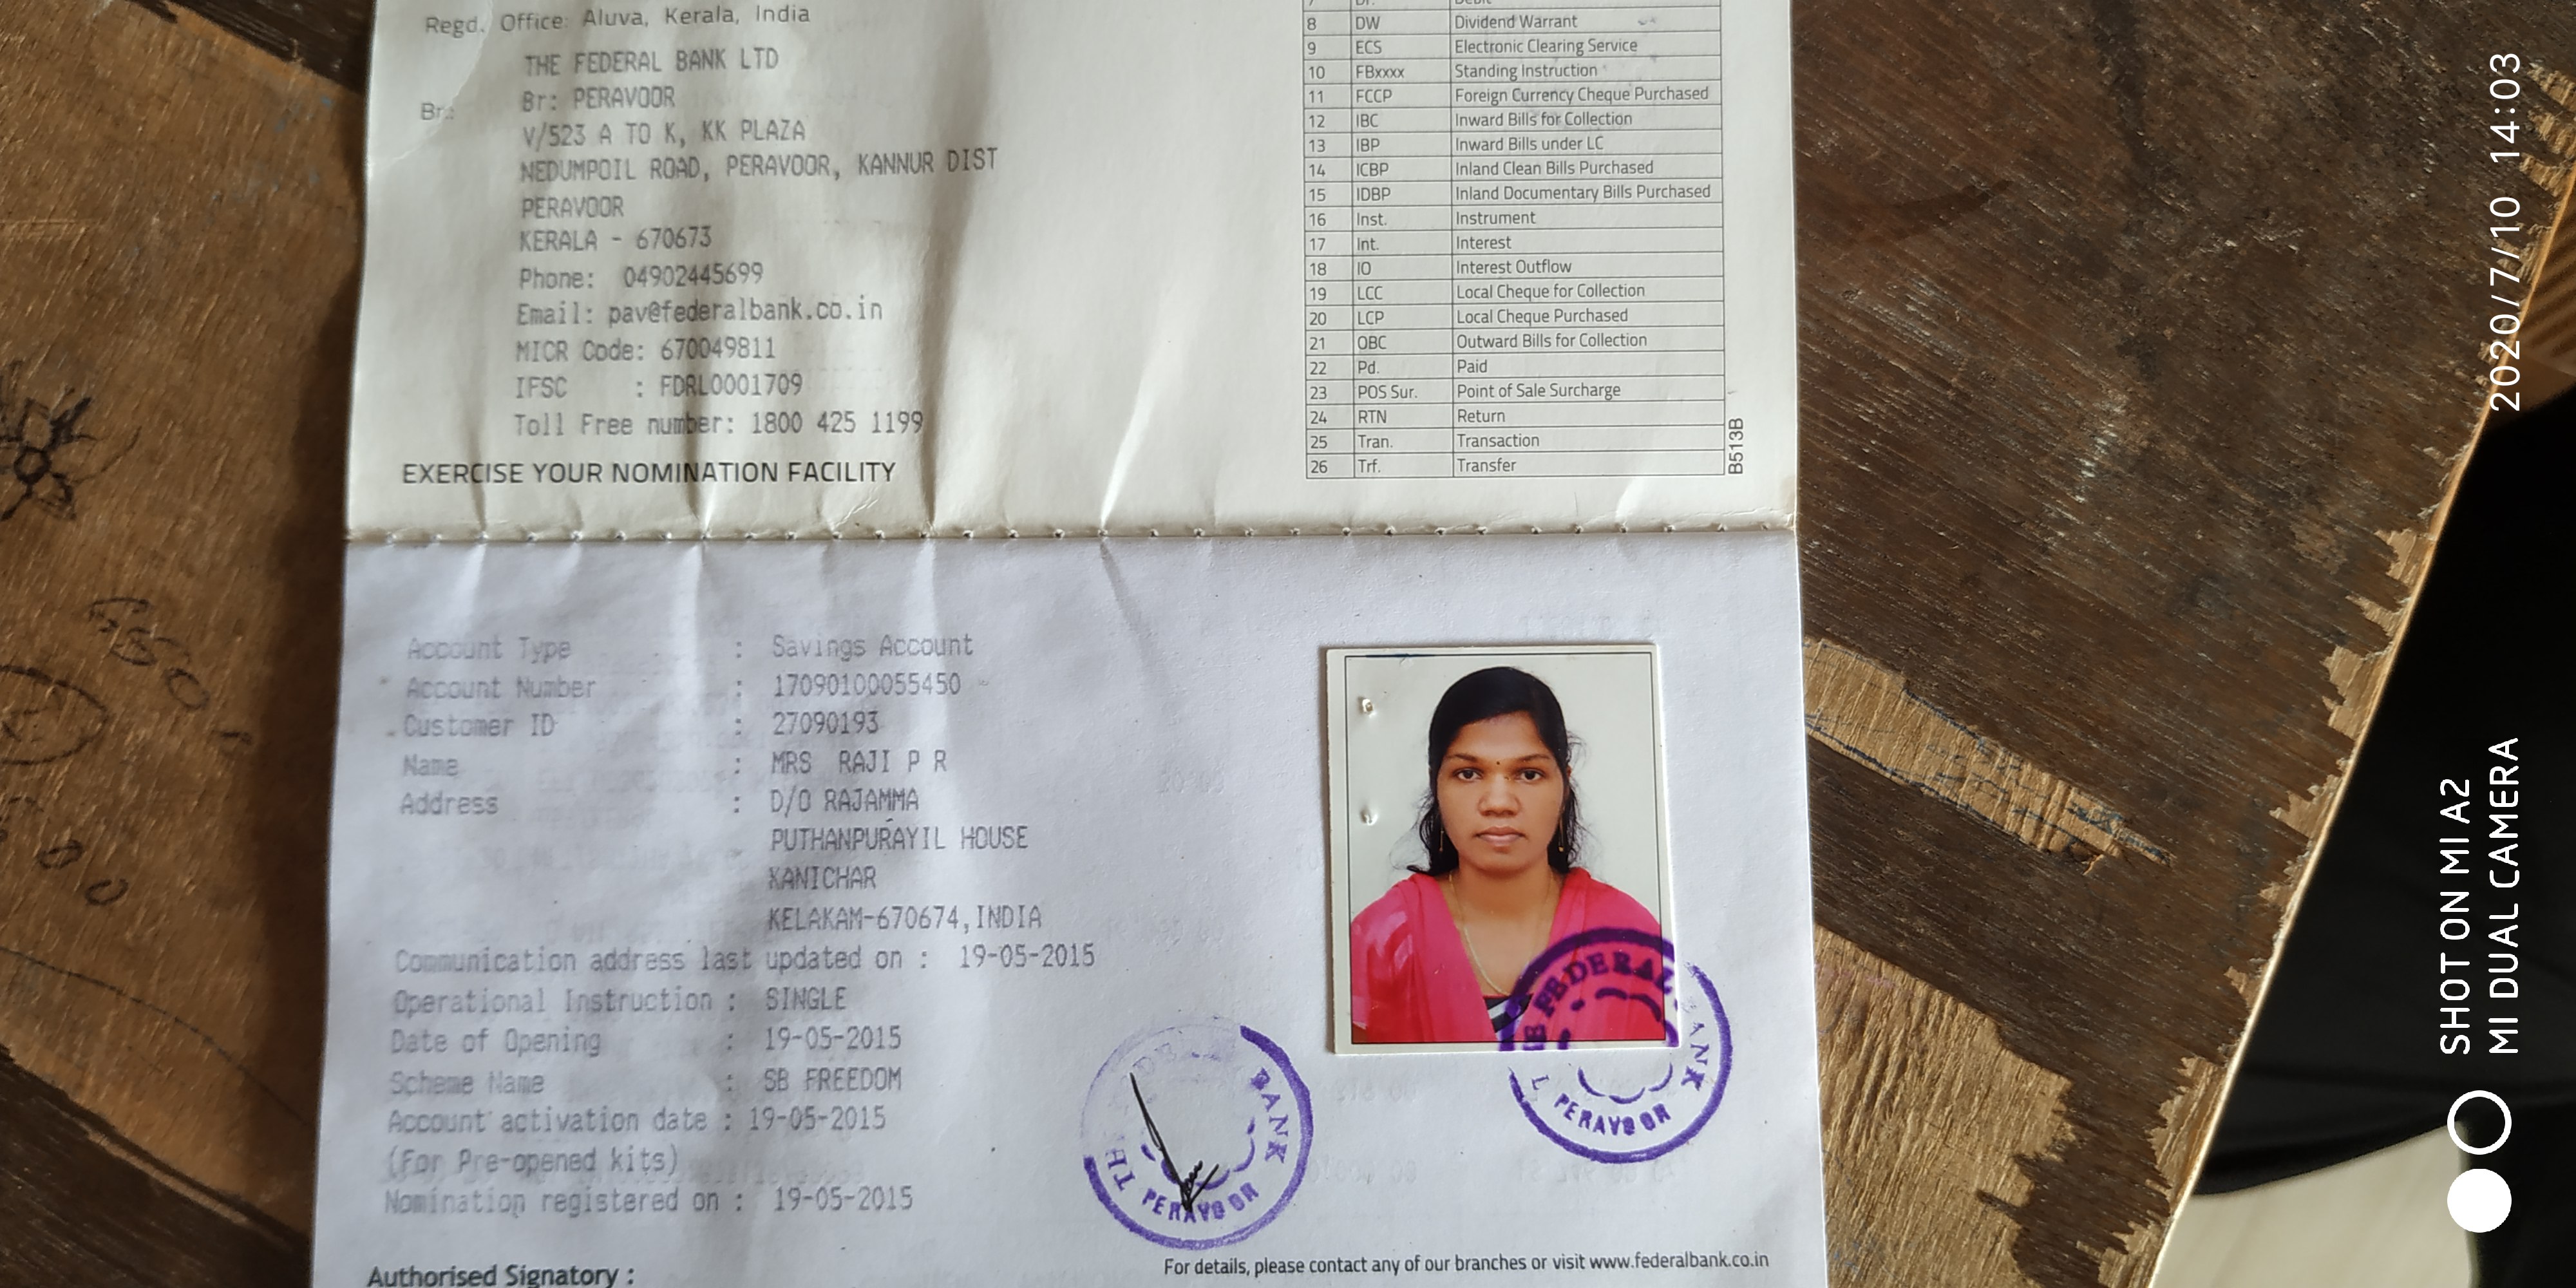 Regd. Office: Aluva, Kerala, India
Br.:
THE FEDERAL BANK LTD
Br: PERAVOOR
V/523 A TO K, KK PLAZA
NEDUMPOIL ROAD, PERAVOOR, KANNUR DIST
PERAVOOR
KERALA - 670673
Phone: 04902445699
Email: pav@federalbank.co.in
MICR Code: 670049811
IFSC : FDRL0001709
Toll Free number: 1800 425 1199
EXERCISE YOUR NOMINATION FACILITY
8 DW Dividend Warrant
9 ECS Electronic Clearing Service
10 FBxxxx Standing Instruction
11 FCCP Foreign Currency Cheque Purchased
12 IBC Inward Bills for Collection
13 IBP Inward Bills under LC
14 ICBP Inland Clean Bills Purchased
15 IDBP Inland Documentary Bills Purchased
16 Inst. Instrument
17 Int. Interest
18 IO Interest Outflow
19 LCC Local Cheque for Collection
20 LCP Local Cheque Purchased
21 OBC Outward Bills for Collection
22 Pd. Paid
23 POS Sur. Point of Sale Surcharge
24 RTN Return
25 Tran. Transaction
26 Trf. Transfer
B513B
Account Type : Savings Account
Account Number : 17090100055450
Customer ID : 27090193
Name : MRS RAJI P R
Address : D/O RAJAMMA
PUTHANPURAYIL HOUSE
KANICHAR
KELAKAM-670674,INDIA
Communication address last updated on : 19-05-2015
Operational Instruction : SINGLE
Date of Opening : 19-05-2015
Scheme Name : SB FREEDOM
Account activation date : 19-05-2015
(For Pre-opened kits)
Nomination registered on : 19-05-2015
Authorised Signatory :
For details, please contact any of our branches or visit www.federalbank.co.in
BANK
PERAVOOR
FEDERAL
PERAVOOR
SHOT ON MI A2
MI DUAL CAMERA
2020/7/10 14:03